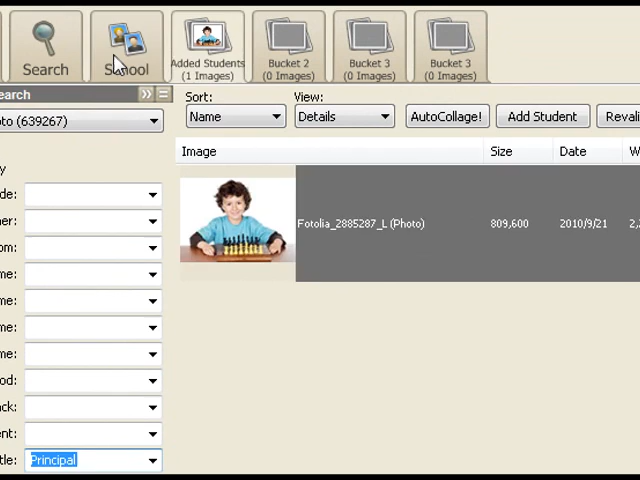 Search
School
Added Students
(1 Images)
Bucket 2
(0 Images)
Bucket 3
(0 Images)
Bucket 3
(0 Images)
earch
oto (639267)
Sort:
View:
Name
Details
AutoCollage!
Add Student
Revali
Image
Size
Date
W
Fotolia_2885287_L (Photo)
809,600
2010/9/21
2,
y
de:
ner:
om:
me:
me:
me:
me:
od:
ack:
ent:
tle:
Principal